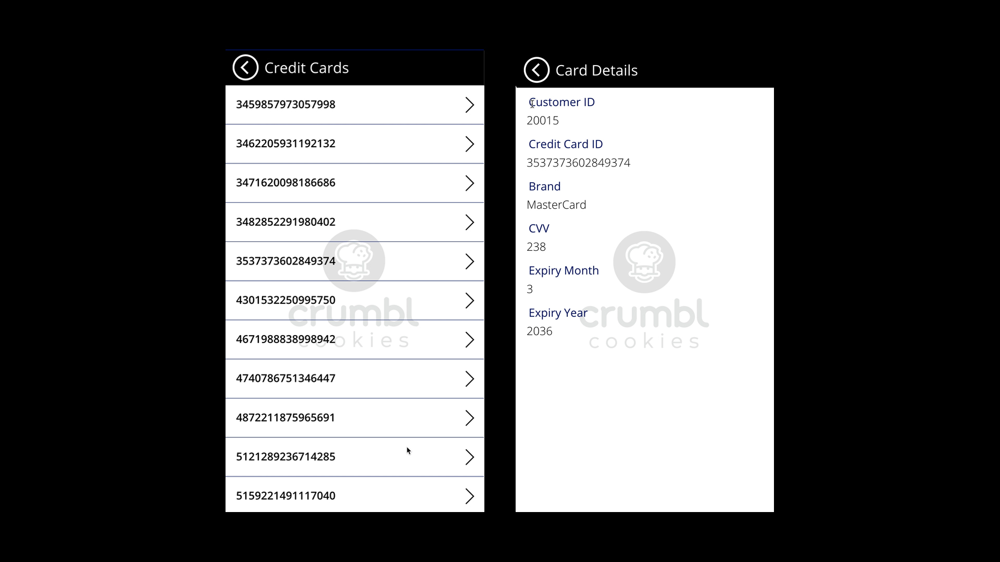 Credit Cards
3459857973057998
3462205931192132
3471620098186686
3482852291980402
3537373602849374
4301532250995750
4671988838998942
4740786751346447
4872211875965691
5121289236714285
5159221491117040
crumbl
cookies
Card Details
Customer ID
20015
Credit Card ID
3537373602849374
Brand
MasterCard
CVV
238
Expiry Month
3
Expiry Year
2036
crumbl
cookies